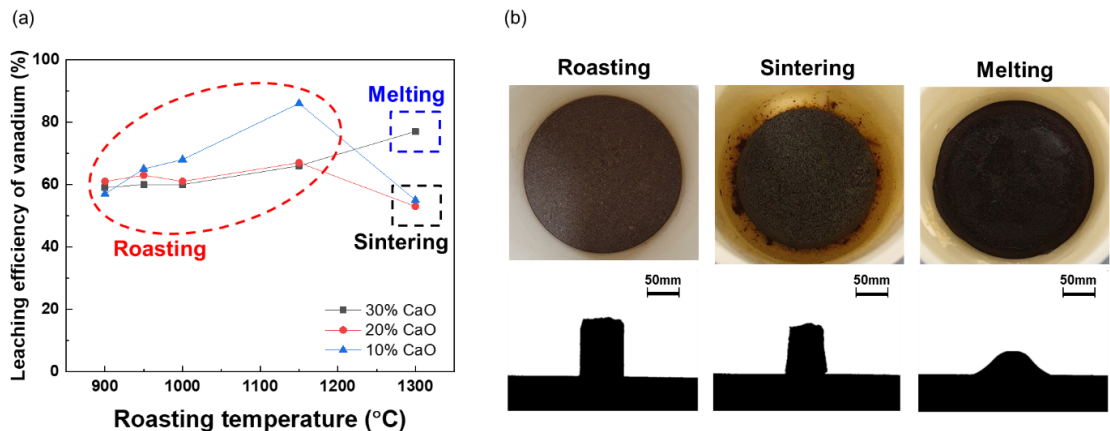 (a)
Leaching efficiency of vanadium (%)
100
80
60
40
20
0
Melting
Roasting
Sintering
30% CaO
20% CaO
10% CaO
900 1000 1100 1200 1300
Roasting temperature (°C)
(b)
Roasting Sintering Melting
50mm 50mm 50mm